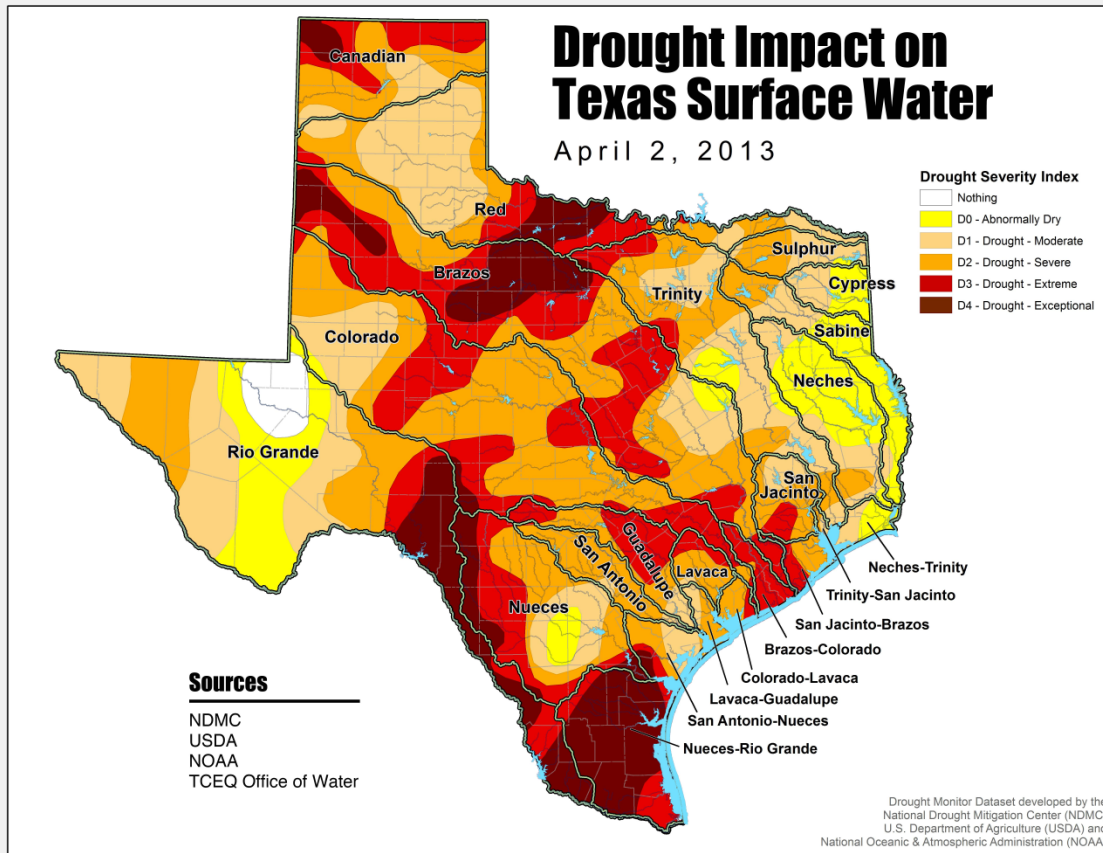 Drought Impact on
Texas Surface Water
April 2, 2013
Drought Severity Index
Nothing
D0 - Abnormally Dry
D1 - Drought - Moderate
D2 - Drought - Severe
D3 - Drought - Extreme
D4 - Drought - Exceptional
Canadian
Red
Brazos
Sulphur
Cypress
Trinity
Sabine
Colorado
Neches
Rio Grande
San
Jacinto
Guadalupe
San Antonio
Lavaca
Nueces
Neches-Trinity
Trinity-San Jacinto
San Jacinto-Brazos
Brazos-Colorado
Colorado-Lavaca
Lavaca-Guadalupe
San Antonio-Nueces
Nueces-Rio Grande
Sources
NDMC
USDA
NOAA
TCEQ Office of Water
Drought Monitor Dataset developed by the
National Drought Mitigation Center (NDMC)
U.S. Department of Agriculture (USDA) and
National Oceanic & Atmospheric Administration (NOAA)